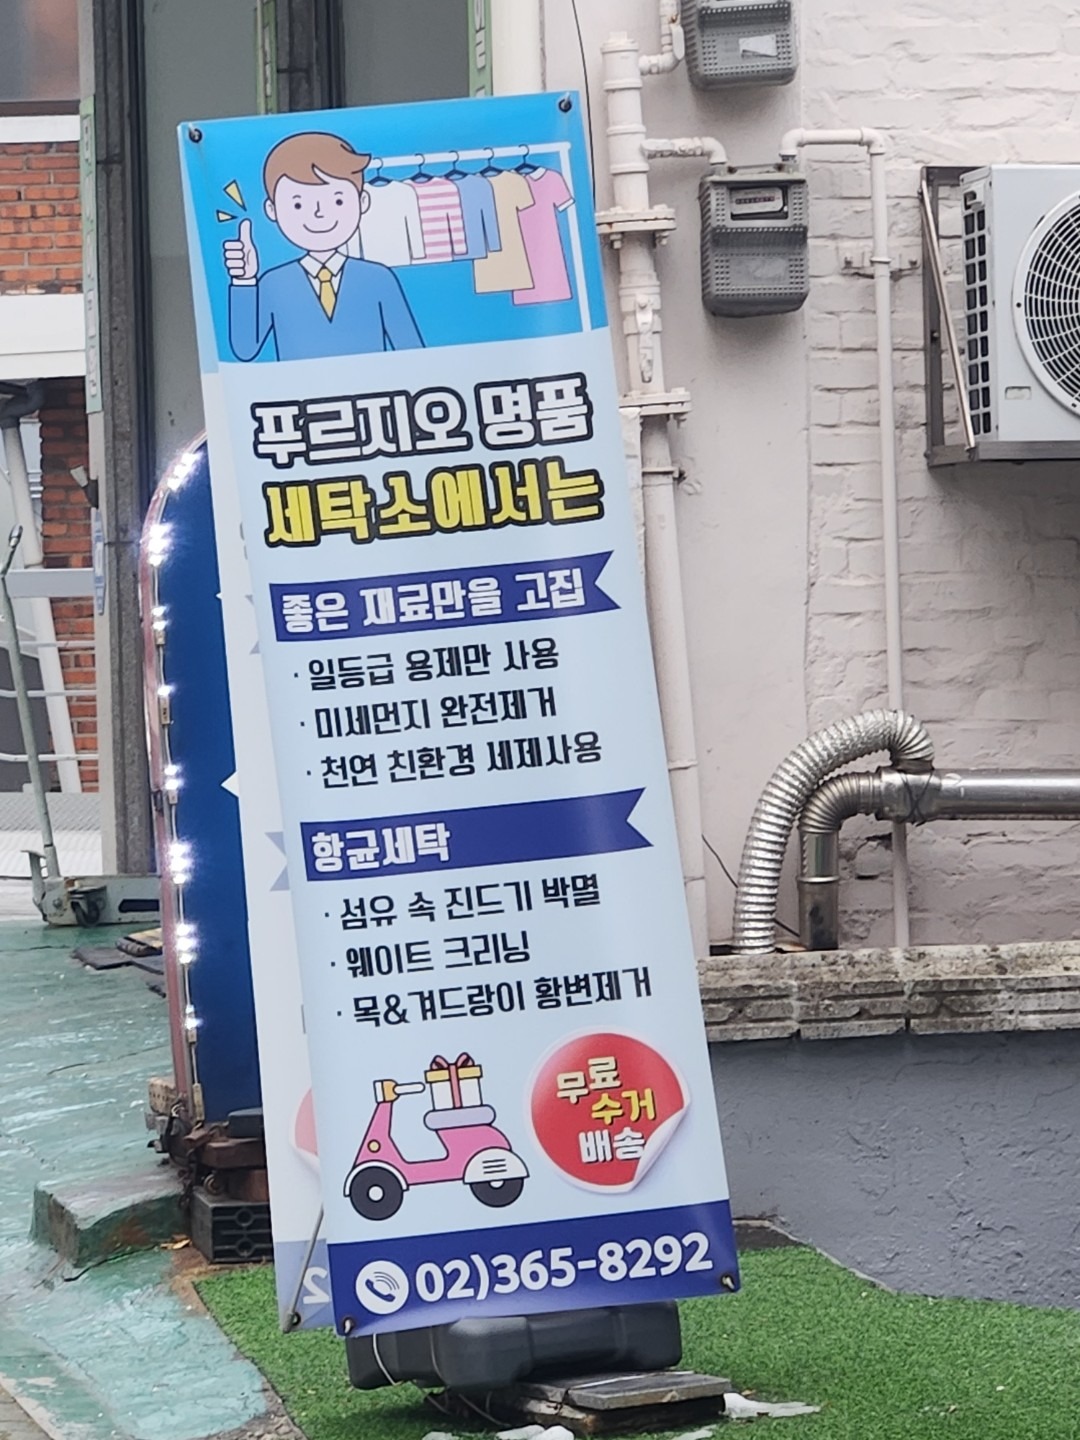 푸르지오 명품
세탁소에서는
좋은 재료만을 고집
· 일등급 용제만 사용
· 미세먼지 완전제거
· 천연 친환경 세제사용
항균세탁
· 섬유 속 진드기 박멸
· 웨이트 크리닝
· 목&겨드랑이 황변제거
무료
수거
배송
02)365-8292
2